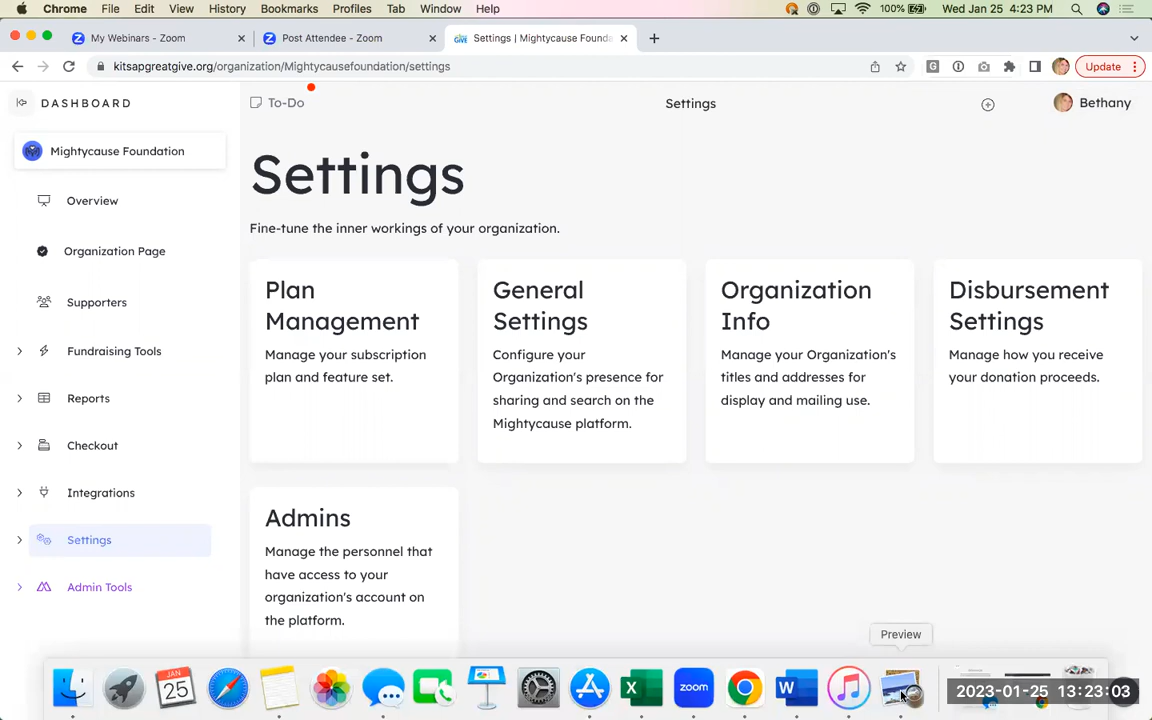 Chrome File Edit View History Bookmarks Profiles Tab Window Help 100% Wed Jan 25 4:23 PM
My Webinars - Zoom Post Attendee - Zoom GIVE Settings | Mightycause Found
kitsapgreatgive.org/organization/Mightycausefoundation/settings Update
DASHBOARD To-Do Settings Bethany
Mightycause Foundation
Overview
Organization Page
Supporters
Fundraising Tools
Reports
Checkout
Integrations
Settings
Admin Tools
Settings
Fine-tune the inner workings of your organization.
Plan
Management
Manage your subscription
plan and feature set.
General
Settings
Configure your
Organization's presence for
sharing and search on the
Mightycause platform.
Organization
Info
Manage your Organization's
titles and addresses for
display and mailing use.
Disbursement
Settings
Manage how you receive
your donation proceeds.
Admins
Manage the personnel that
have access to your
organization's account on
the platform.
Preview
JAN
25
zoom
2023-01-25 13:23:03